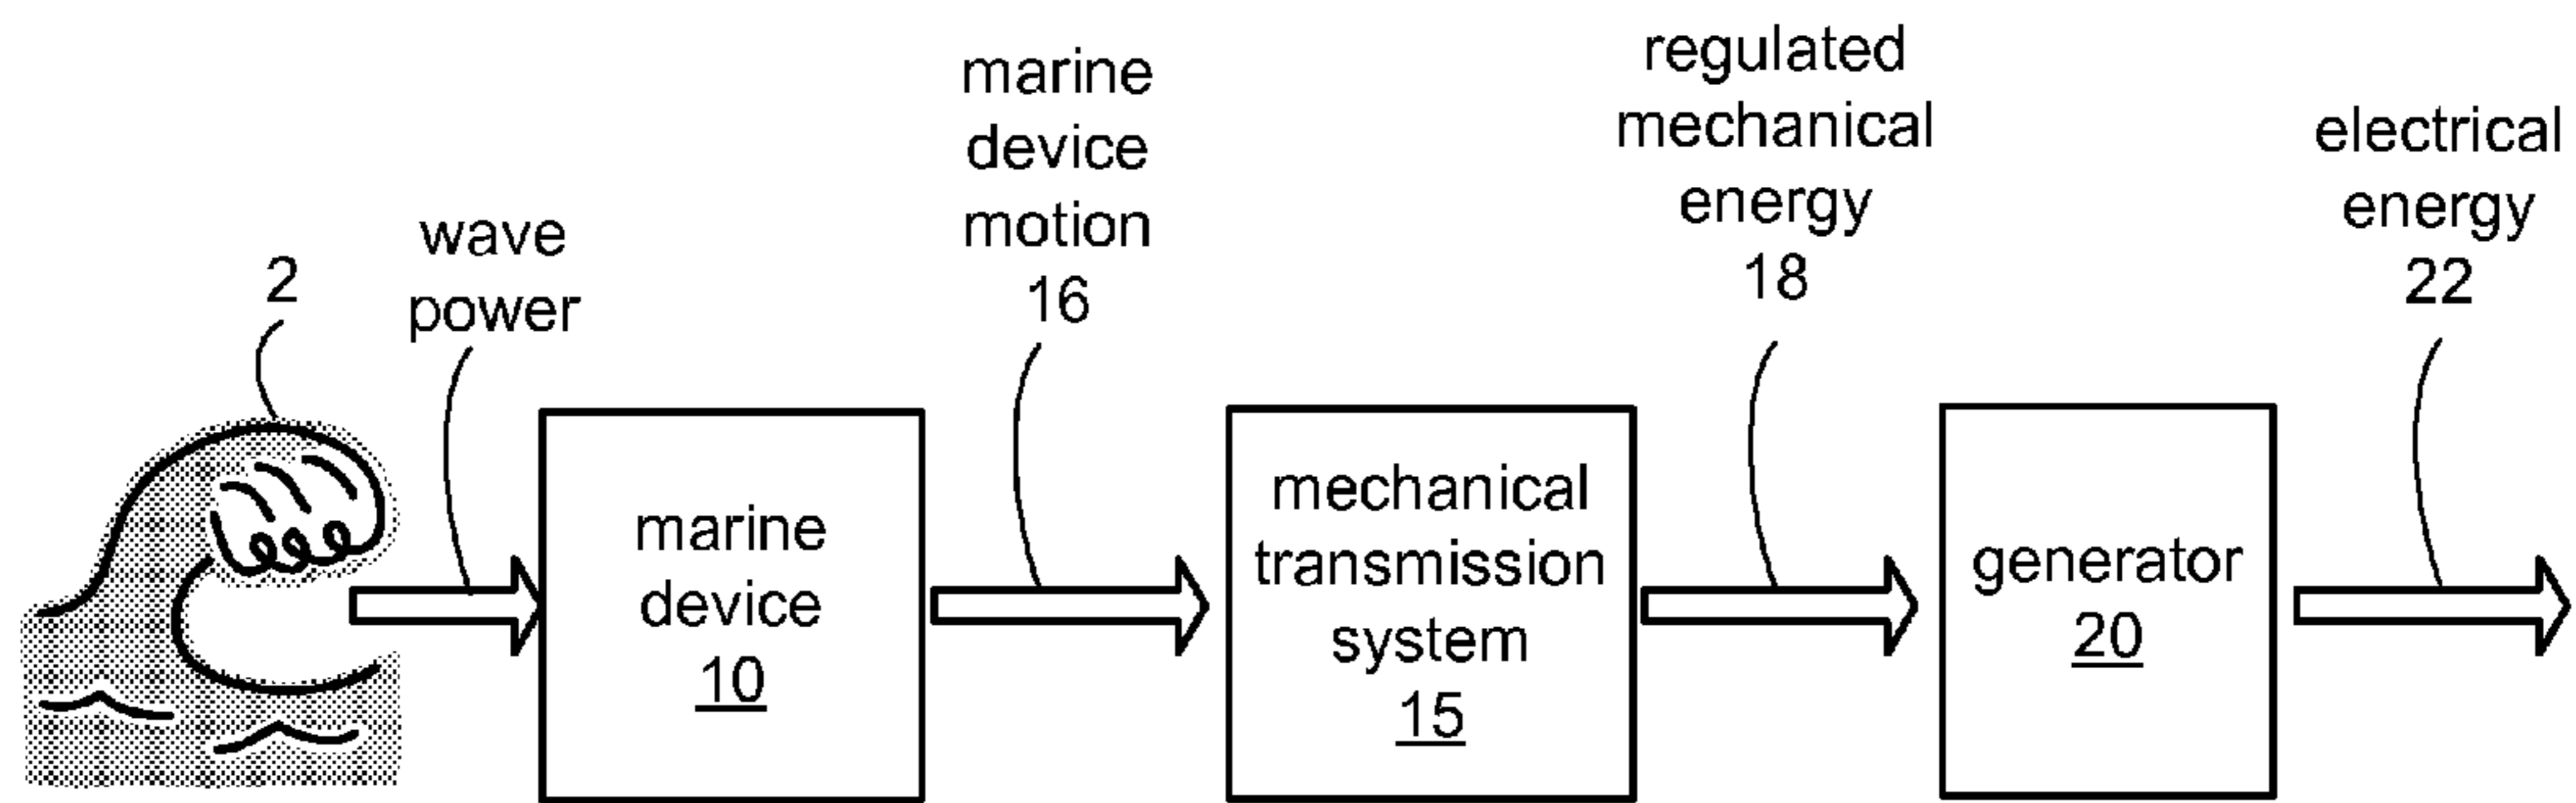 2
wave
power
marine
device
motion
16
regulated
mechanical
energy
18
electrical
energy
22
marine
device
10
mechanical
transmission
system
15
generator
20